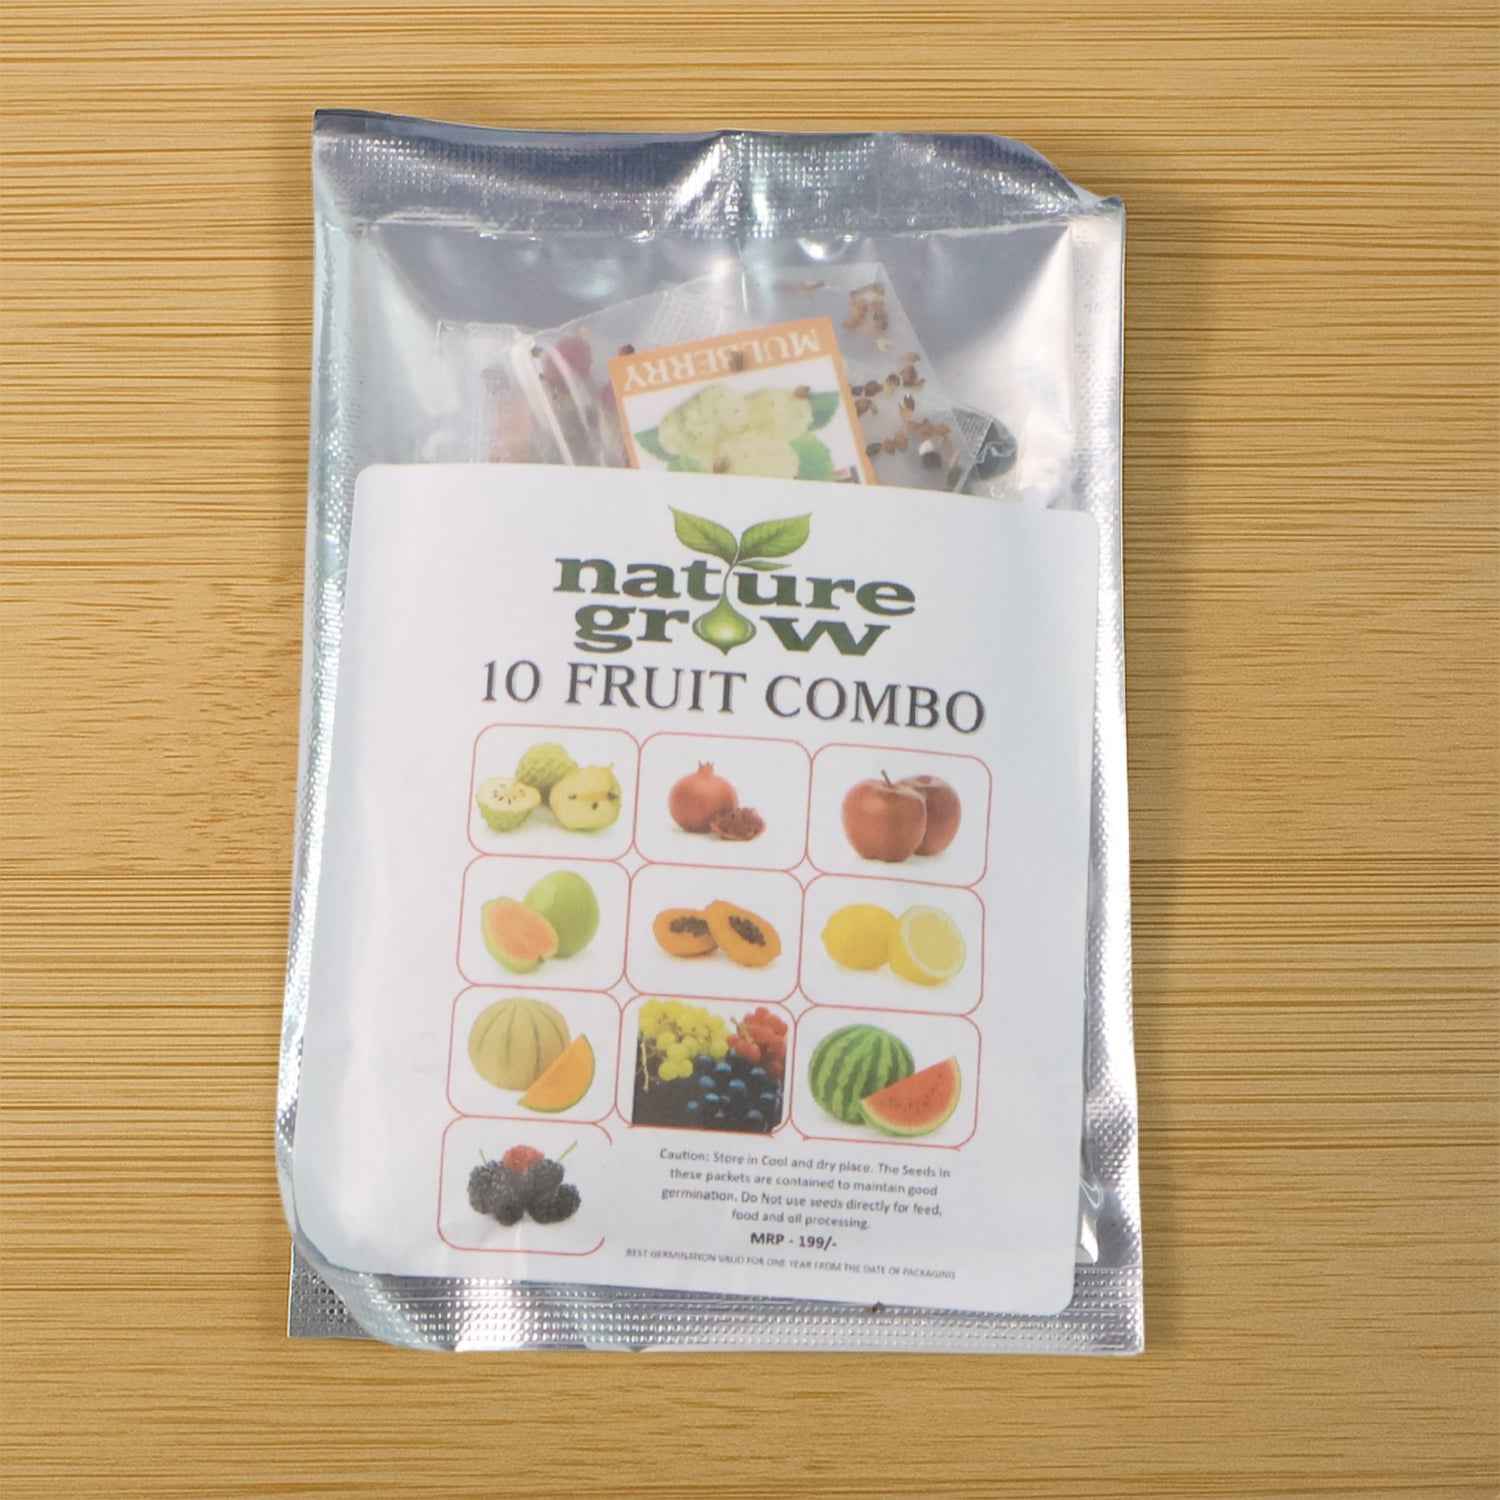 MULBERRY
nature
grow
10 FRUIT COMBO
Caution: Store in Cool and dry place. The Seeds in
these packets are contained to maintain good
germination. Do Not use seeds directly for feed,
food and oil processing.
MRP - 199/-
BEST GERMINATION VALID FOR ONE YEAR FROM THE DATE OF PACKAGING